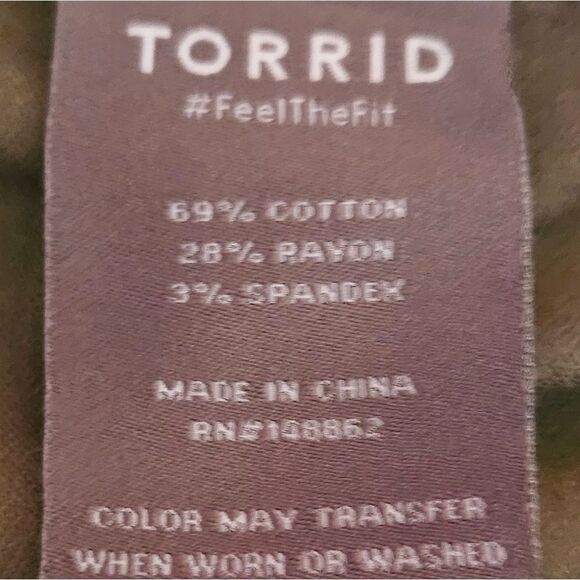 TORRID
#FeelTheFit
69% COTTON
28% RAYON
3% SPANDEX
MADE IN CHINA
RN#148862
COLOR MAY TRANSFER
WHEN WORN OR WASHED